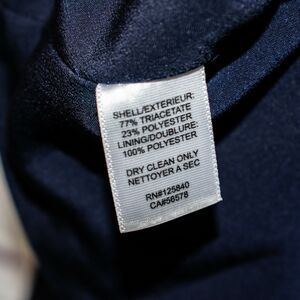 SHELL/EXTERIEUR:
77% TRIACETATE
23% POLYESTER
LINING/DOUBLURE:
100% POLYESTER
DRY CLEAN ONLY
NETTOYER A SEC
RN#125840
CA#56578